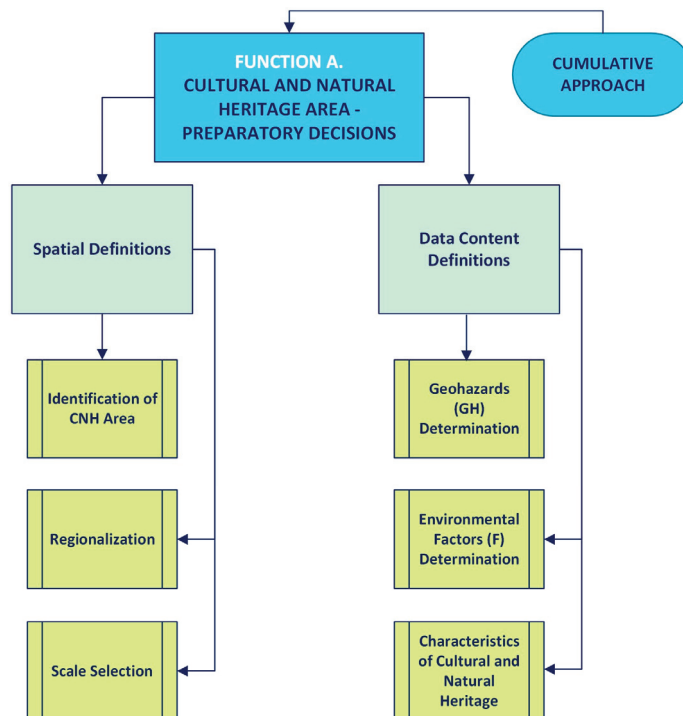 FUNCTION A.
CULTURAL AND NATURAL
HERITAGE AREA -
PREPARATORY DECISIONS
CUMULATIVE
APPROACH
Spatial Definitions
Data Content
Definitions
Identification of
CNH Area
Geohazards
(GH)
Determination
Regionalization
Environmental
Factors (F)
Determination
Scale Selection
Characteristics
of Cultural and
Natural
Heritage